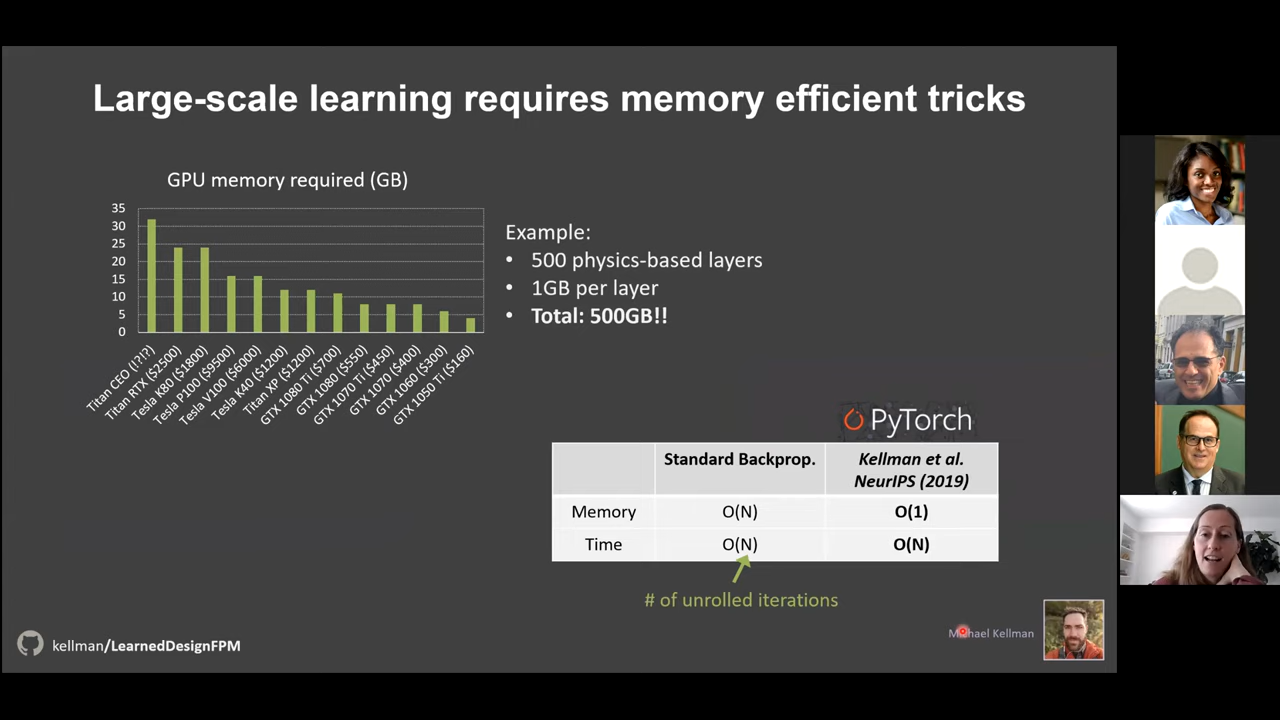 Large-scale learning requires memory efficient tricks
GPU memory required (GB)
35
30
25
20
15
10
5
0
Titan CEO (!?!?)
Titan RTX ($2500)
Tesla K80 ($1800)
Tesla P100 ($9500)
Tesla V100 ($6000)
Tesla K40 ($1200)
Titan XP ($1200)
GTX 1080 Ti ($700)
GTX 1080 ($550)
GTX 1070 Ti ($450)
GTX 1070 ($400)
GTX 1060 ($300)
GTX 1050 Ti ($160)
Example:
• 500 physics-based layers
• 1GB per layer
• Total: 500GB!!
PyTorch
Standard Backprop.
Kellman et al.
NeurIPS (2019)
Memory O(N) O(1)
Time O(N) O(N)
# of unrolled iterations
Michael Kellman
kellman/LearnedDesignFPM